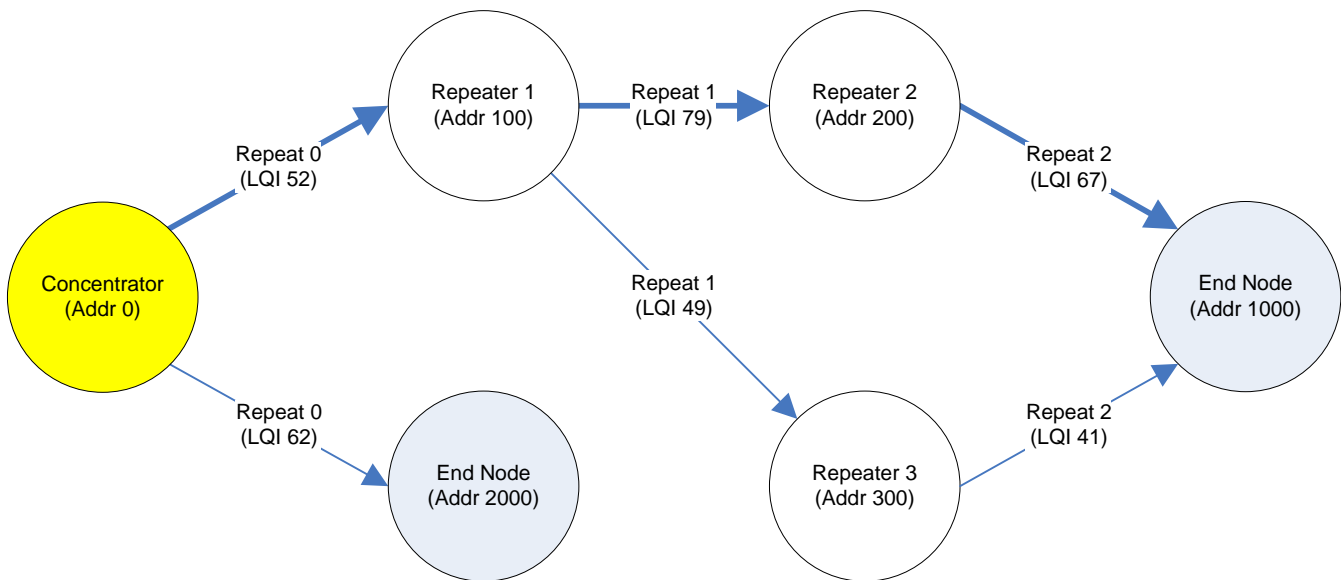 Repeater 1
(Addr 100)
Repeat 1
(LQI 79)
Repeater 2
(Addr 200)
Repeat 0
(LQI 52)
Repeat 2
(LQI 67)
Concentrator
(Addr 0)
Repeat 1
(LQI 49)
End Node
(Addr 1000)
Repeat 0
(LQI 62)
Repeat 2
(LQI 41)
End Node
(Addr 2000)
Repeater 3
(Addr 300)